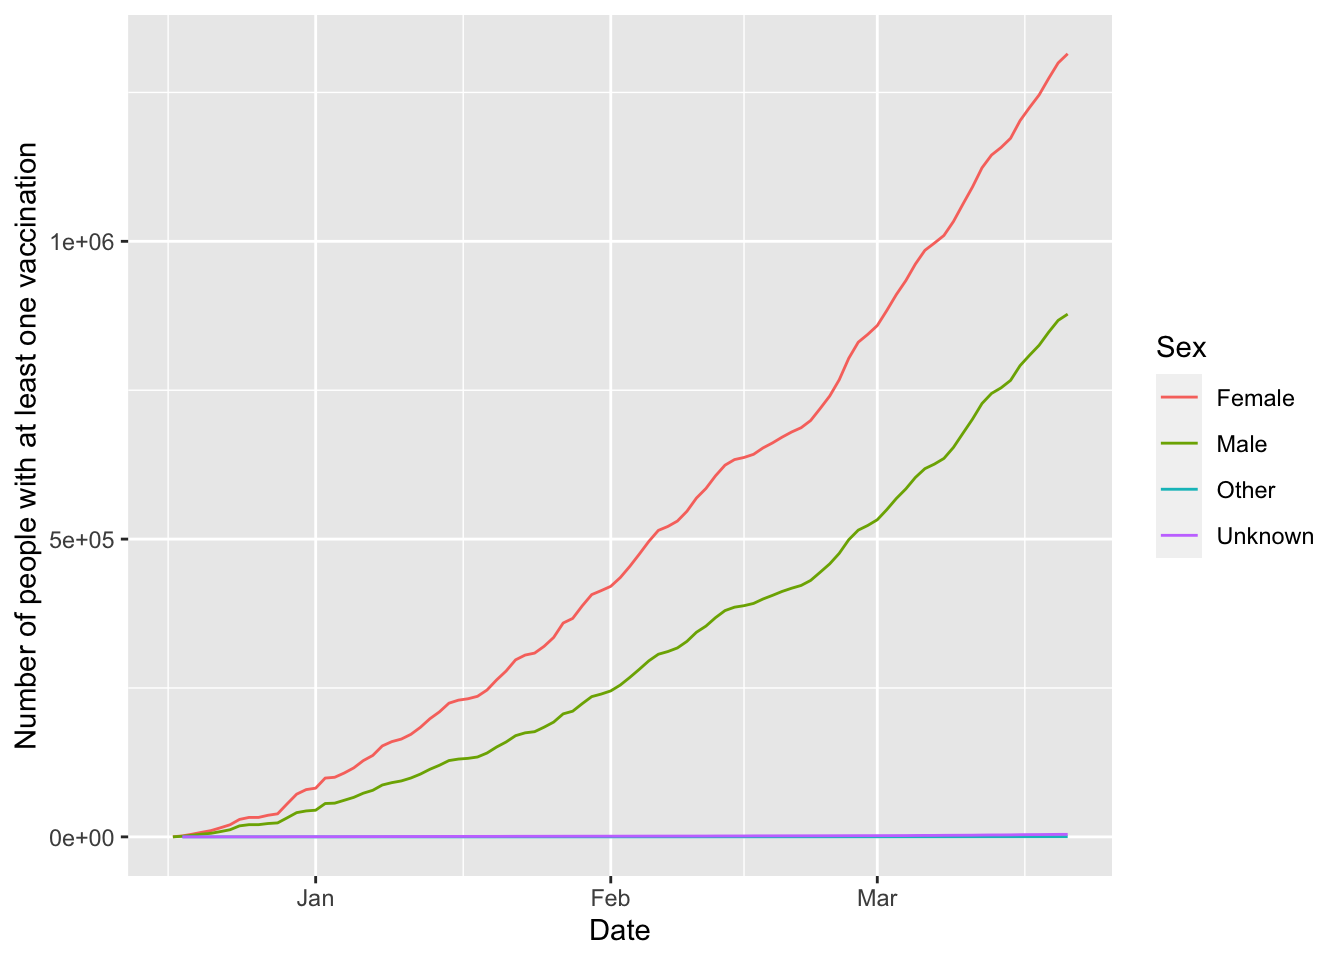 Number of people with at least one vaccination
1e+06
5e+05
0e+00
Jan
Feb
Mar
Date
Sex
Female
Male
Other
Unknown